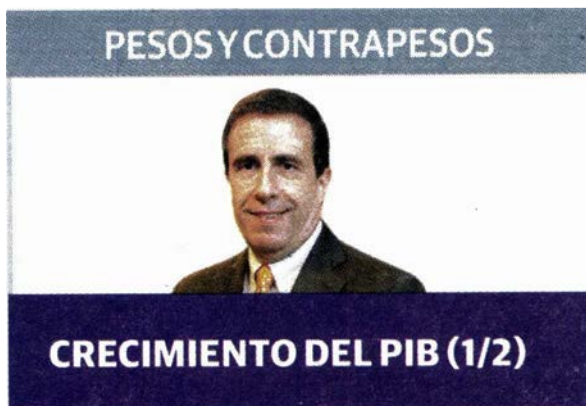 PESOS Y CONTRAPESOS
CRECIMIENTO DEL PIB (1/2)